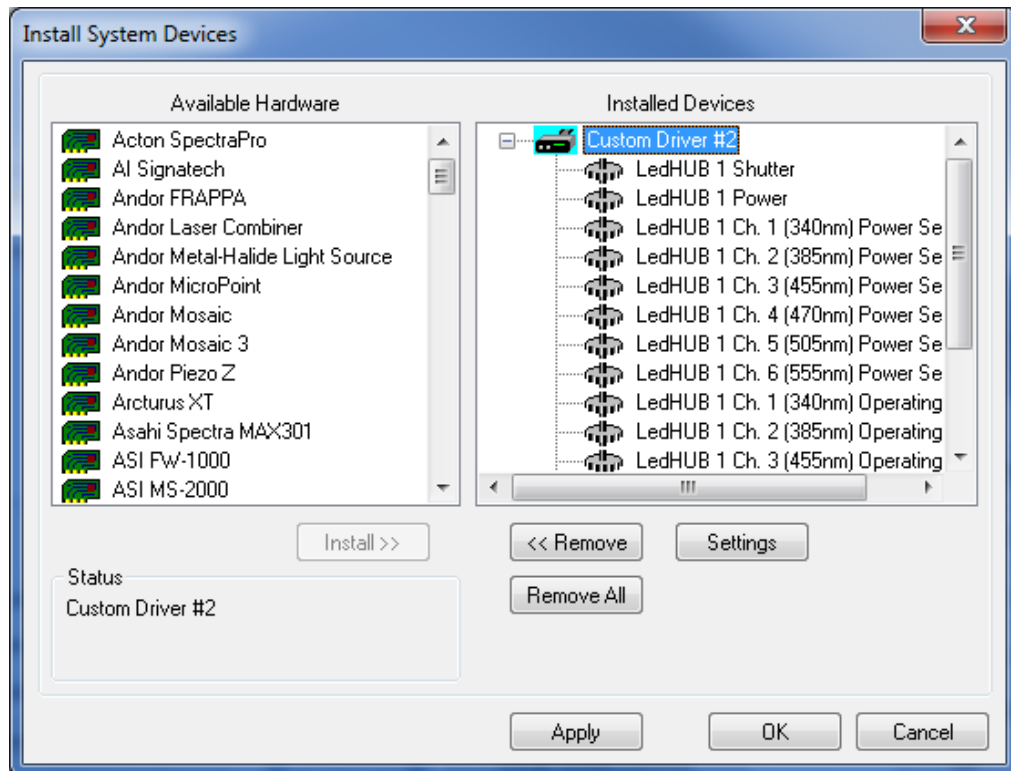 Install System Devices
Available Hardware
Acton SpectraPro
AI Signatech
Andor FRAPPA
Andor Laser Combiner
Andor Metal-Halide Light Source
Andor MicroPoint
Andor Mosaic
Andor Mosaic 3
Andor Piezo Z
Arcturus XT
Asahi Spectra MAX301
ASI FW-1000
ASI MS-2000
Install >>
Status
Custom Driver #2
Installed Devices
Custom Driver #2
LedHUB 1 Shutter
LedHUB 1 Power
LedHUB 1 Ch. 1 (340nm) Power Se
LedHUB 1 Ch. 2 (385nm) Power Se
LedHUB 1 Ch. 3 (455nm) Power Se
LedHUB 1 Ch. 4 (470nm) Power Se
LedHUB 1 Ch. 5 (505nm) Power Se
LedHUB 1 Ch. 6 (555nm) Power Se
LedHUB 1 Ch. 1 (340nm) Operating
LedHUB 1 Ch. 2 (385nm) Operating
LedHUB 1 Ch. 3 (455nm) Operating
<< Remove
Settings
Remove All
Apply
OK
Cancel